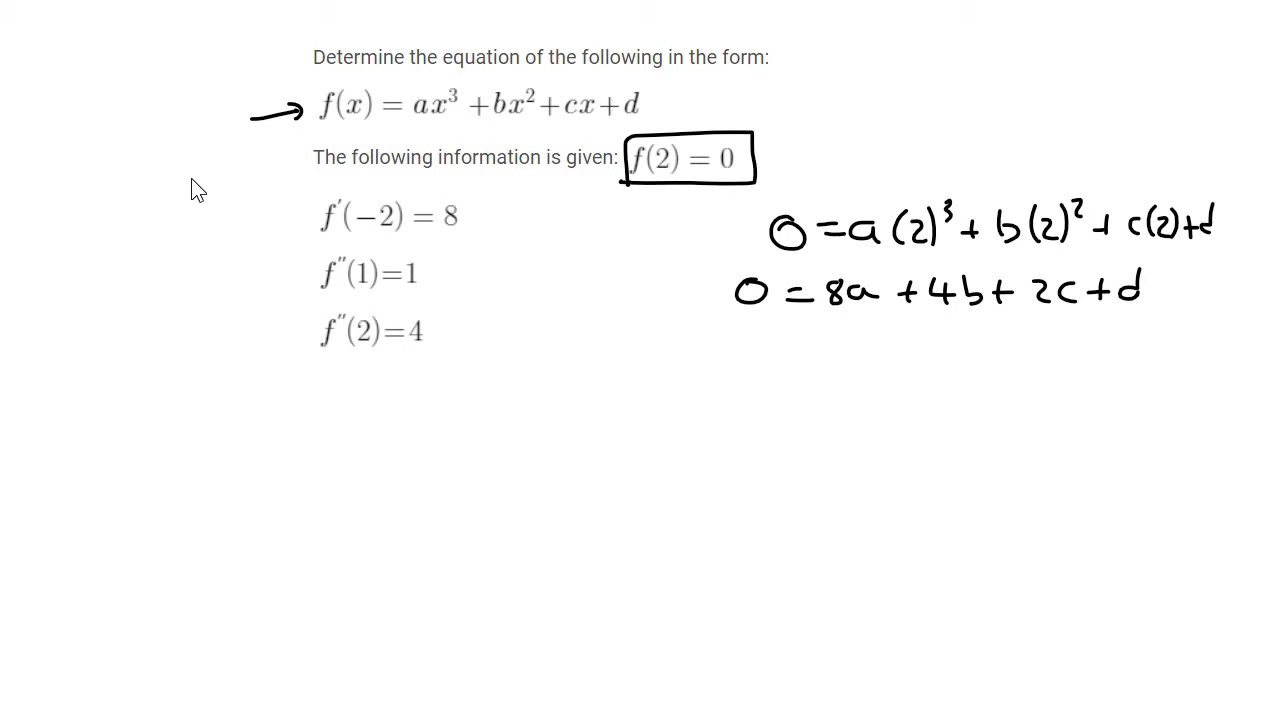 Determine the equation of the following in the form:
f(x) = ax³ + bx² + cx + d
The following information is given: f(2) = 0
f'(−2) = 8
f''(1)=1
f''(2)=4
0 = a(2)³ + b(2)² + c(2)+d
0 = 8a + 4b + 2c + d